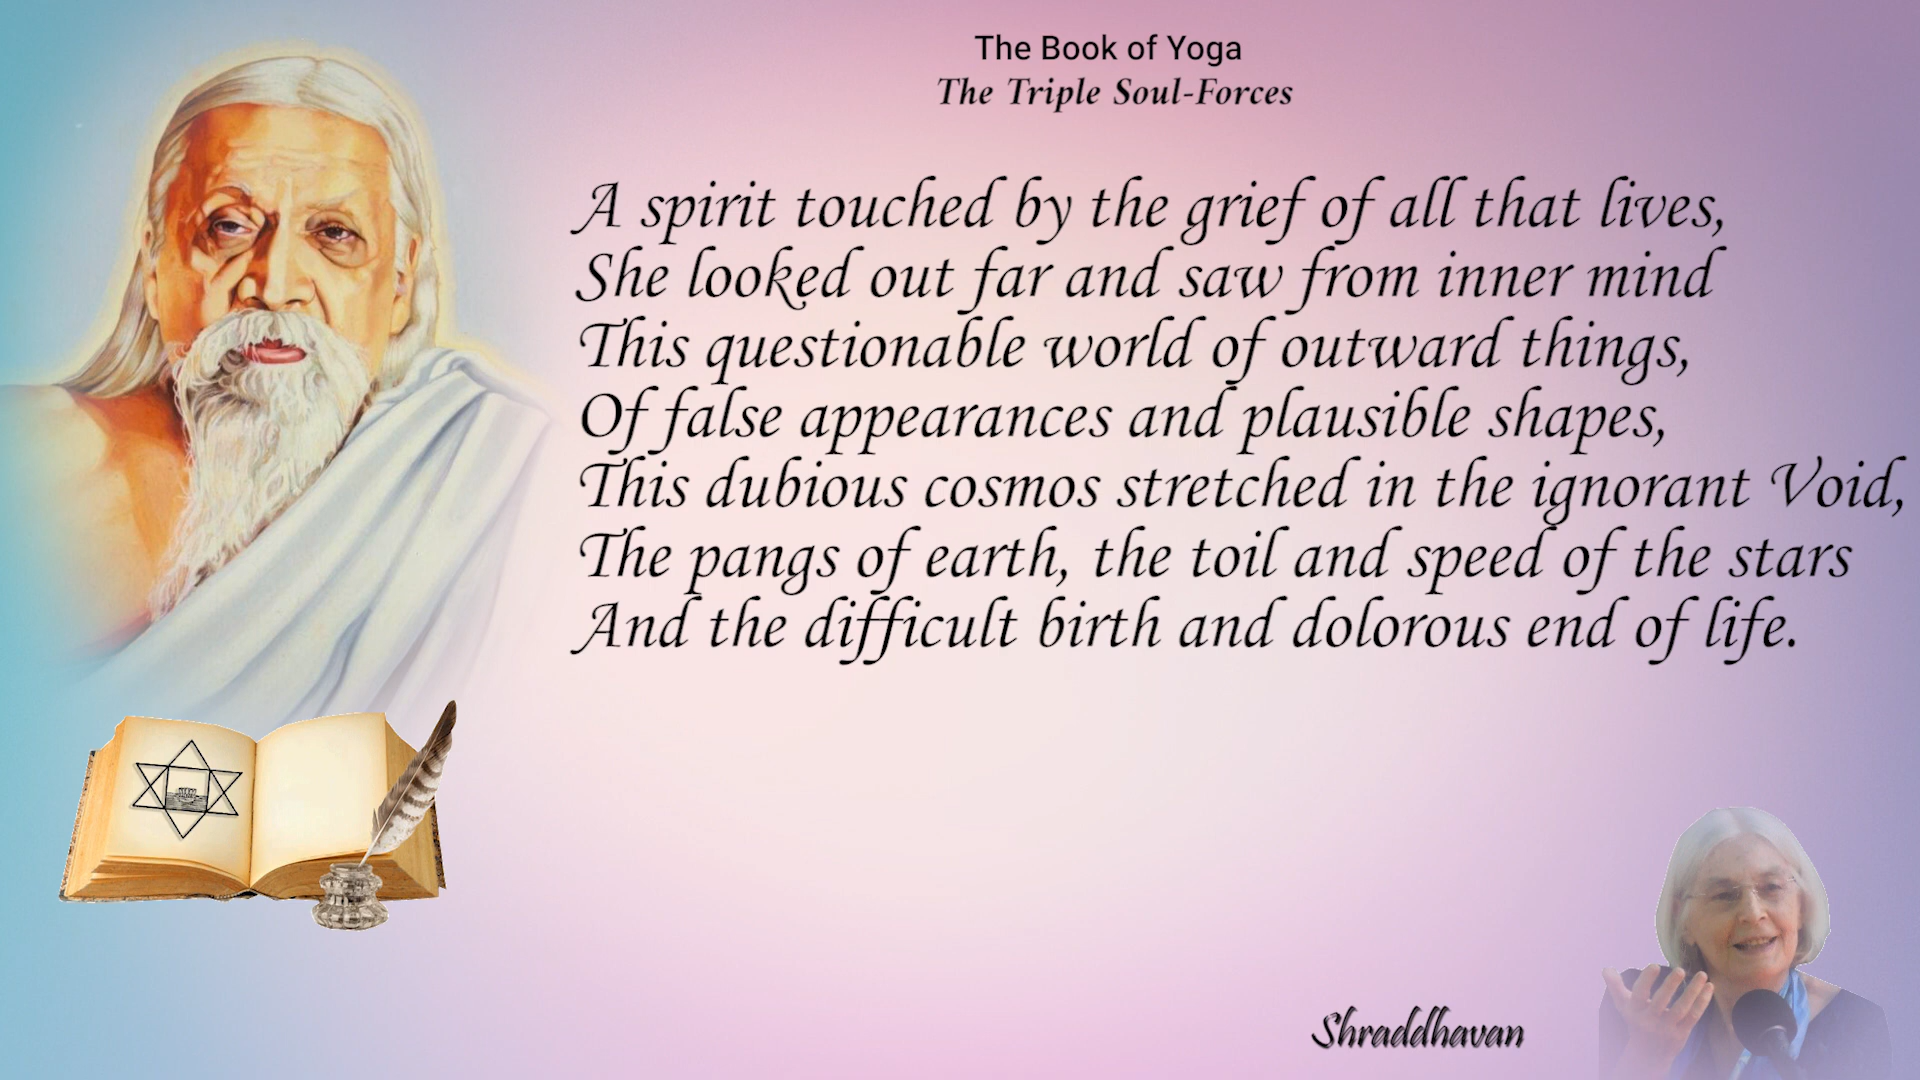 The Book of Yoga
The Triple Soul-Forces
A spirit touched by the grief of all that lives,
She looked out far and saw from inner mind
This questionable world of outward things,
Of false appearances and plausible shapes,
This dubious cosmos stretched in the ignorant Void,
The pangs of earth, the toil and speed of the stars
And the difficult birth and dolorous end of life.
Shraddhavan